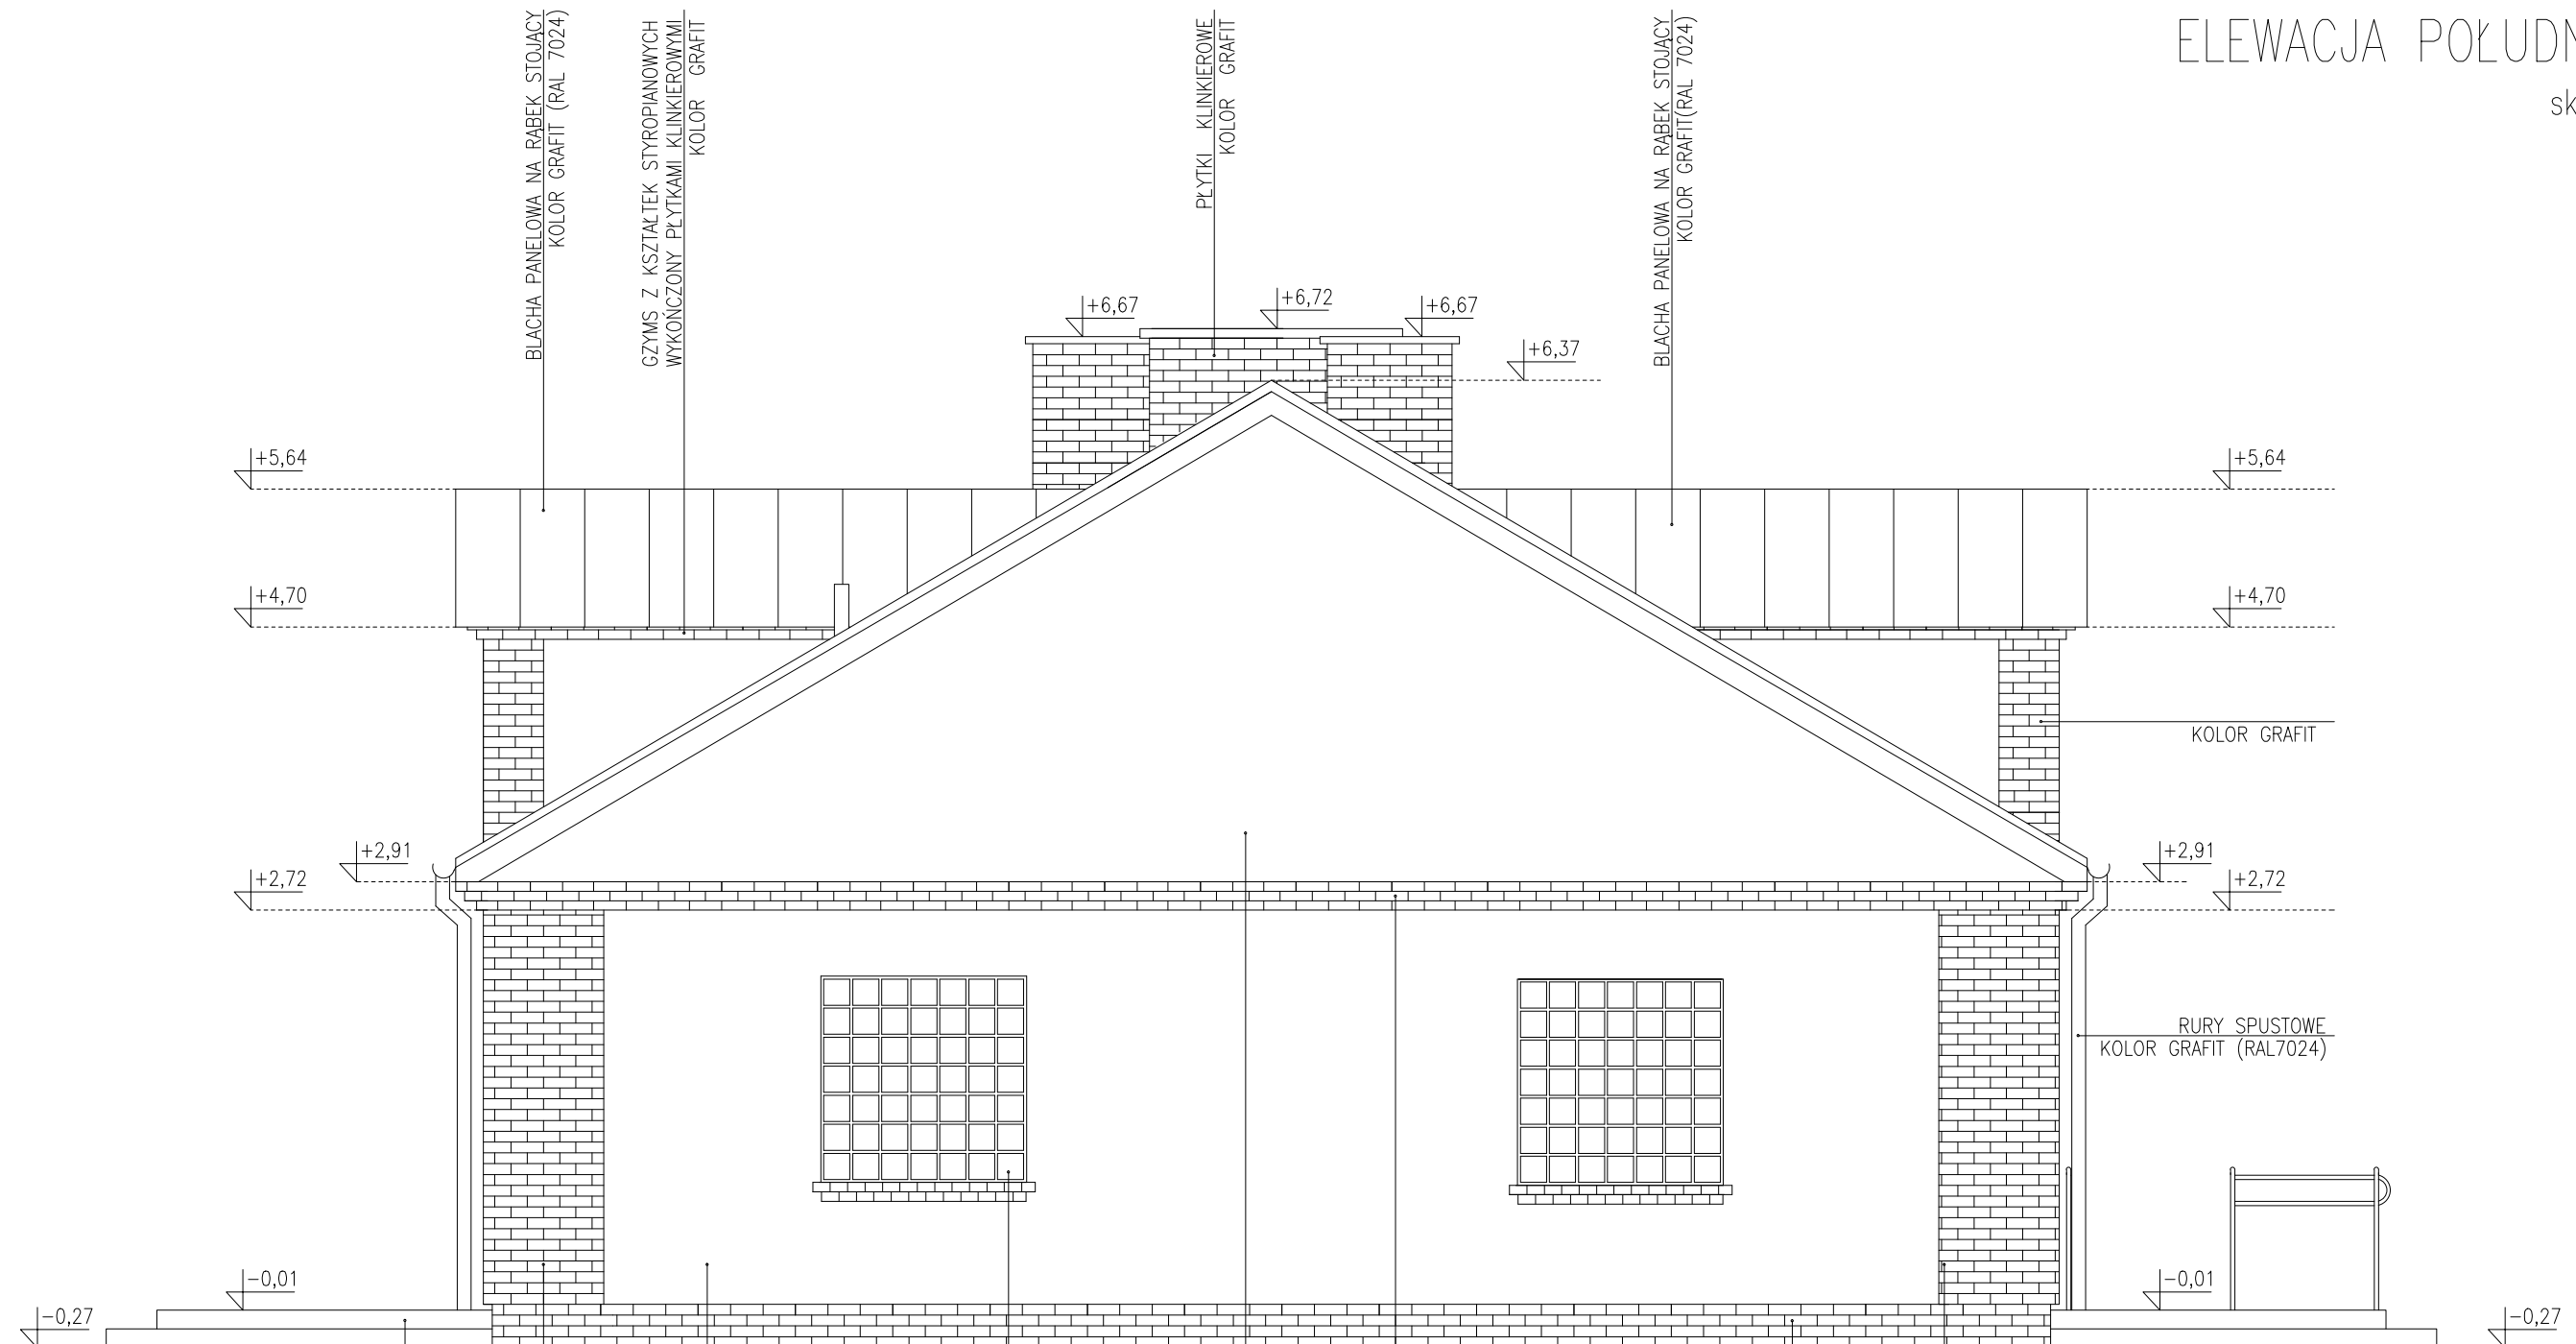 ELEWACJA POŁUDN
sk
BLACHA PANELOWA NA RĄBEK STOJĄCY
KOLOR GRAFIT (RAL 7024)
GZYMS Z KSZTAŁTEK STYROPIANOWYCH
WYKOŃCZONY PŁYTKAMI KLINKIEROWYMI
KOLOR GRAFIT
PŁYTKI KLINKIEROWE
KOLOR GRAFIT
BLACHA PANELOWA NA RĄBEK STOJĄCY
KOLOR GRAFIT(RAL 7024)
+6,67
+6,72
+6,67
+6,37
+5,64
+5,64
+4,70
+4,70
KOLOR GRAFIT
+2,91
+2,91
+2,72
+2,72
RURY SPUSTOWE
KOLOR GRAFIT (RAL7024)
-0,01
-0,01
-0,27
-0,27